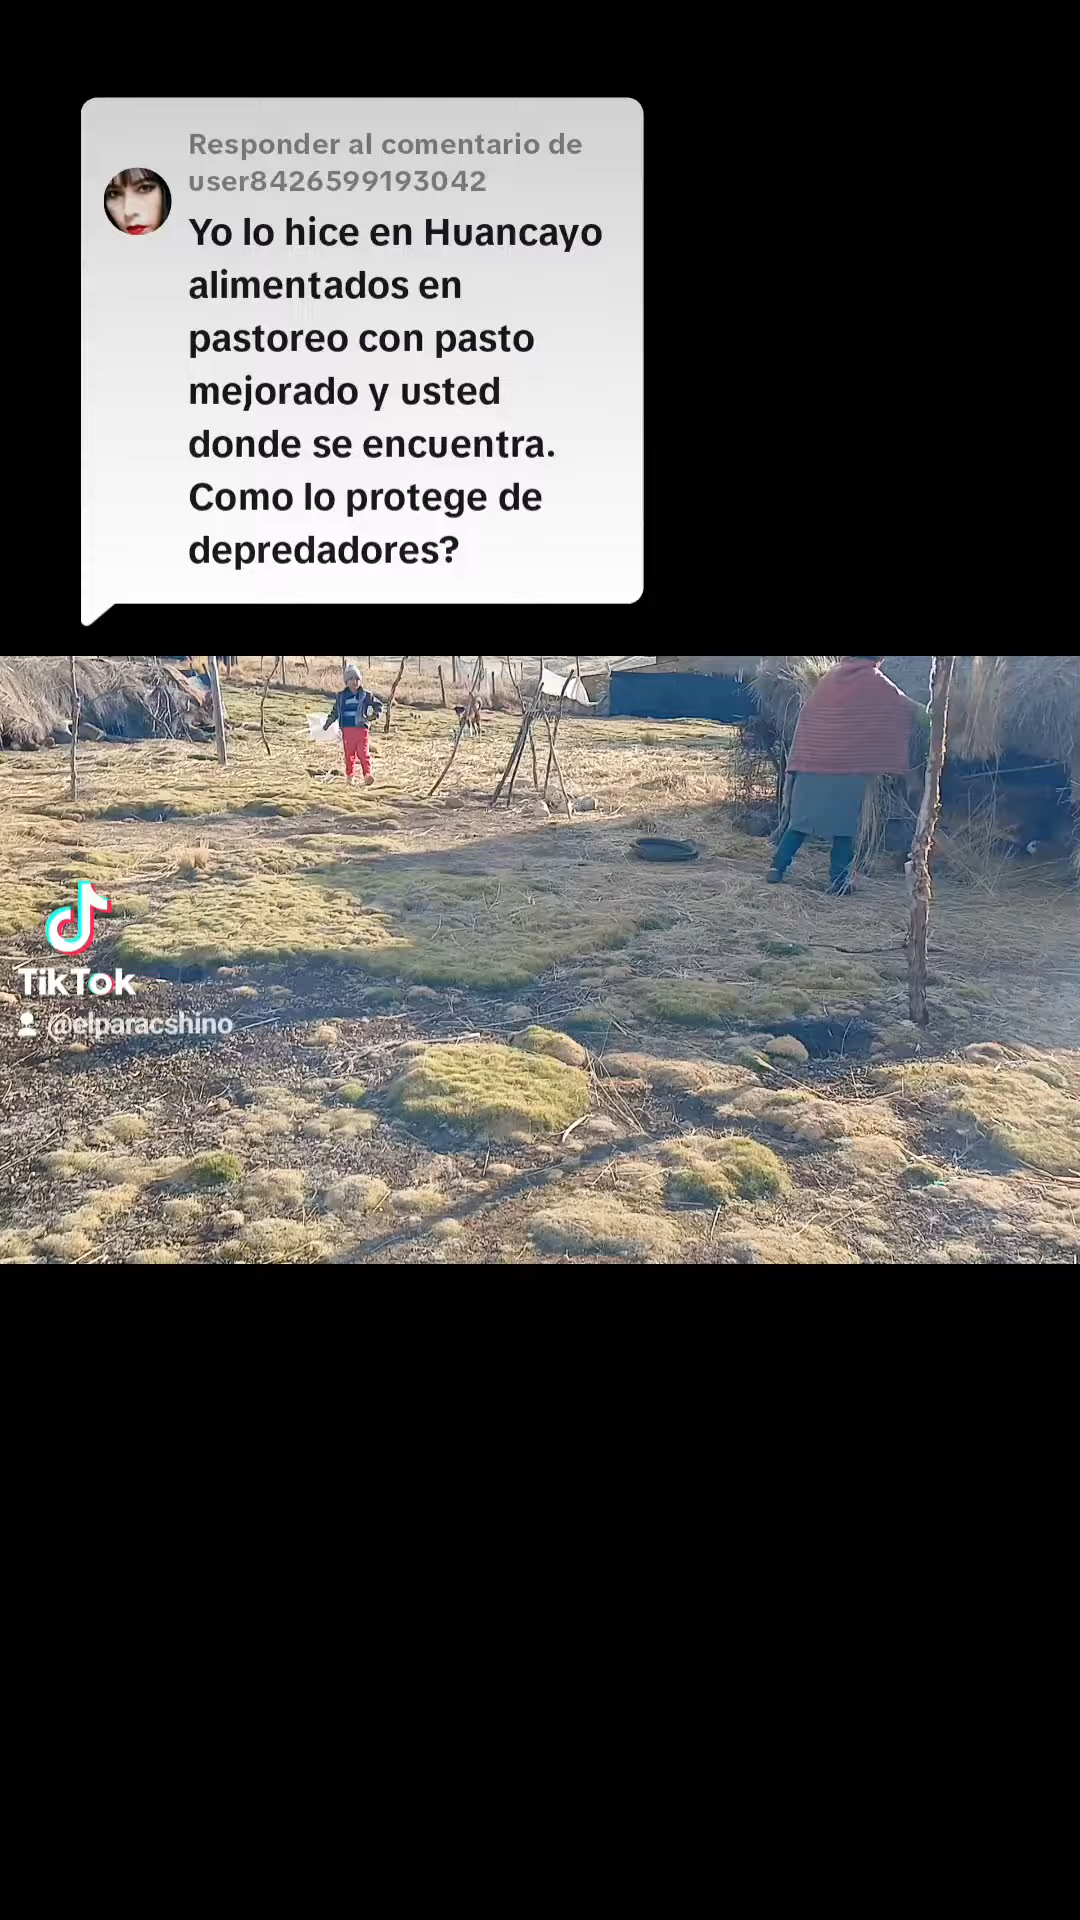 Responder al comentario de
user8426599193042
Yo lo hice en Huancayo
alimentados en
pastoreo con pasto
mejorado y usted
donde se encuentra.
Como lo protege de
depredadores?
TikTok
@elparacshino